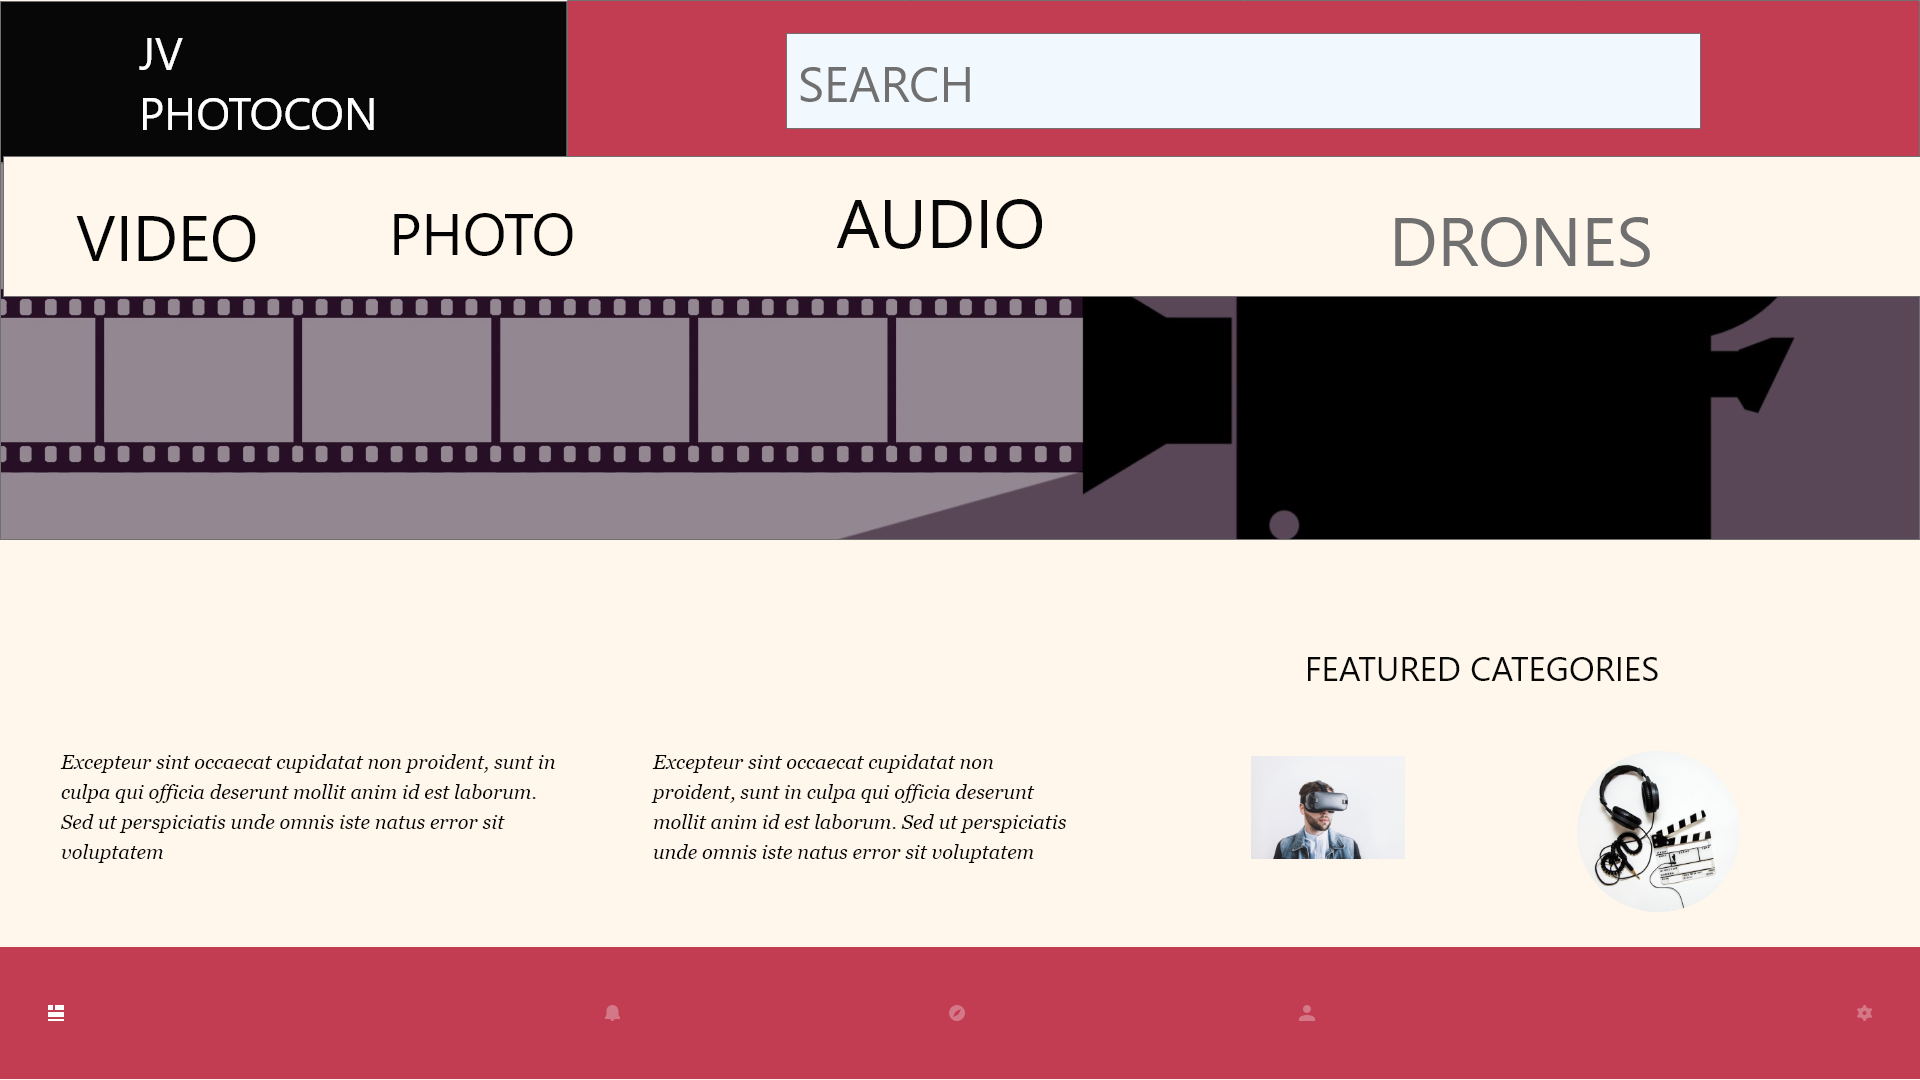 JV
PHOTOCON
SEARCH
VIDEO
PHOTO
AUDIO
DRONES
FEATURED CATEGORIES
Excepteur sint occaecat cupidatat non proident, sunt in
culpa qui officia deserunt mollit anim id est laborum.
Sed ut perspiciatis unde omnis iste natus error sit
voluptatem
Excepteur sint occaecat cupidatat non
proident, sunt in culpa qui officia deserunt
mollit anim id est laborum. Sed ut perspiciatis
unde omnis iste natus error sit voluptatem